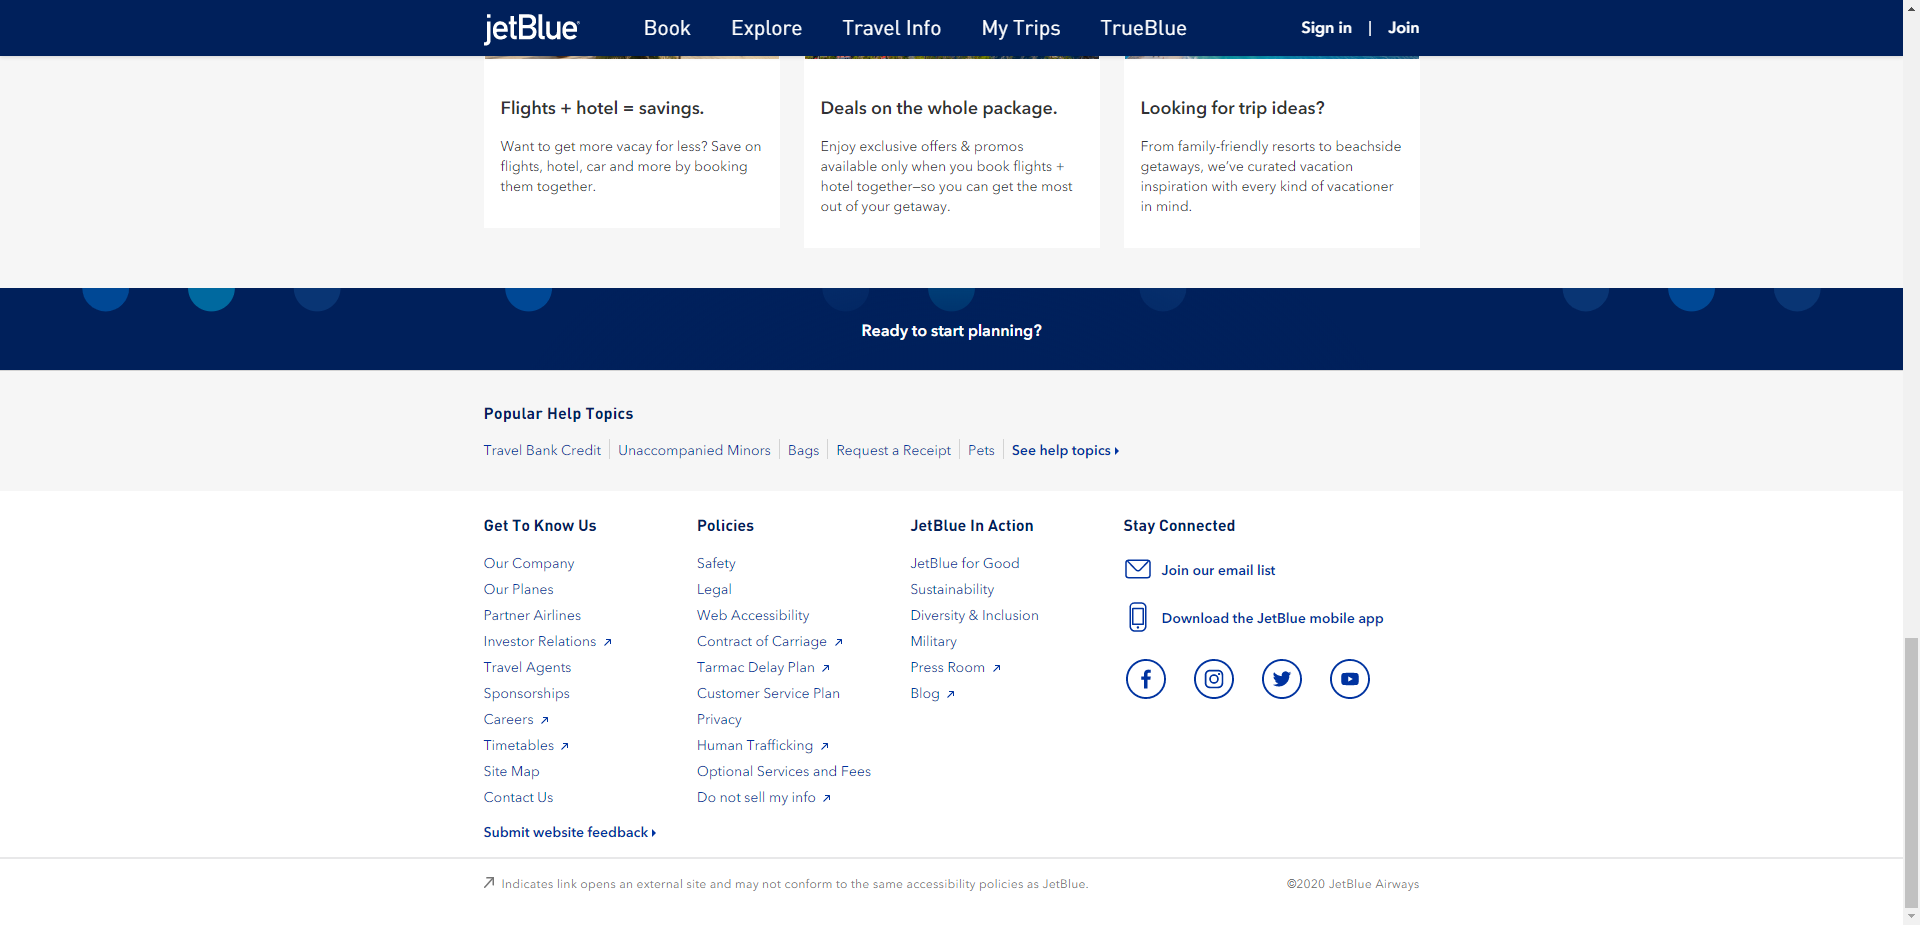 jetBlue
Book Explore Travel Info My Trips TrueBlue Sign in | Join
Flights + hotel = savings.
Want to get more vacay for less? Save on
flights, hotel, car and more by booking
them together.
Deals on the whole package.
Enjoy exclusive offers & promos
available only when you book flights +
hotel together—so you can get the most
out of your getaway.
Looking for trip ideas?
From family-friendly resorts to beachside
getaways, we've curated vacation
inspiration with every kind of vacationer
in mind.
Ready to start planning?
Popular Help Topics
Travel Bank Credit Unaccompanied Minors Bags Request a Receipt Pets See help topics
Get To Know Us
Our Company
Our Planes
Partner Airlines
Investor Relations
Travel Agents
Sponsorships
Careers
Timetables
Site Map
Contact Us
Submit website feedback
Policies
Safety
Legal
Web Accessibility
Contract of Carriage
Tarmac Delay Plan
Customer Service Plan
Privacy
Human Trafficking
Optional Services and Fees
Do not sell my info
JetBlue In Action
JetBlue for Good
Sustainability
Diversity & Inclusion
Military
Press Room
Blog
Stay Connected
Join our email list
Download the JetBlue mobile app
Indicates link opens an external site and may not conform to the same accessibility policies as JetBlue.
©2020 JetBlue Airways